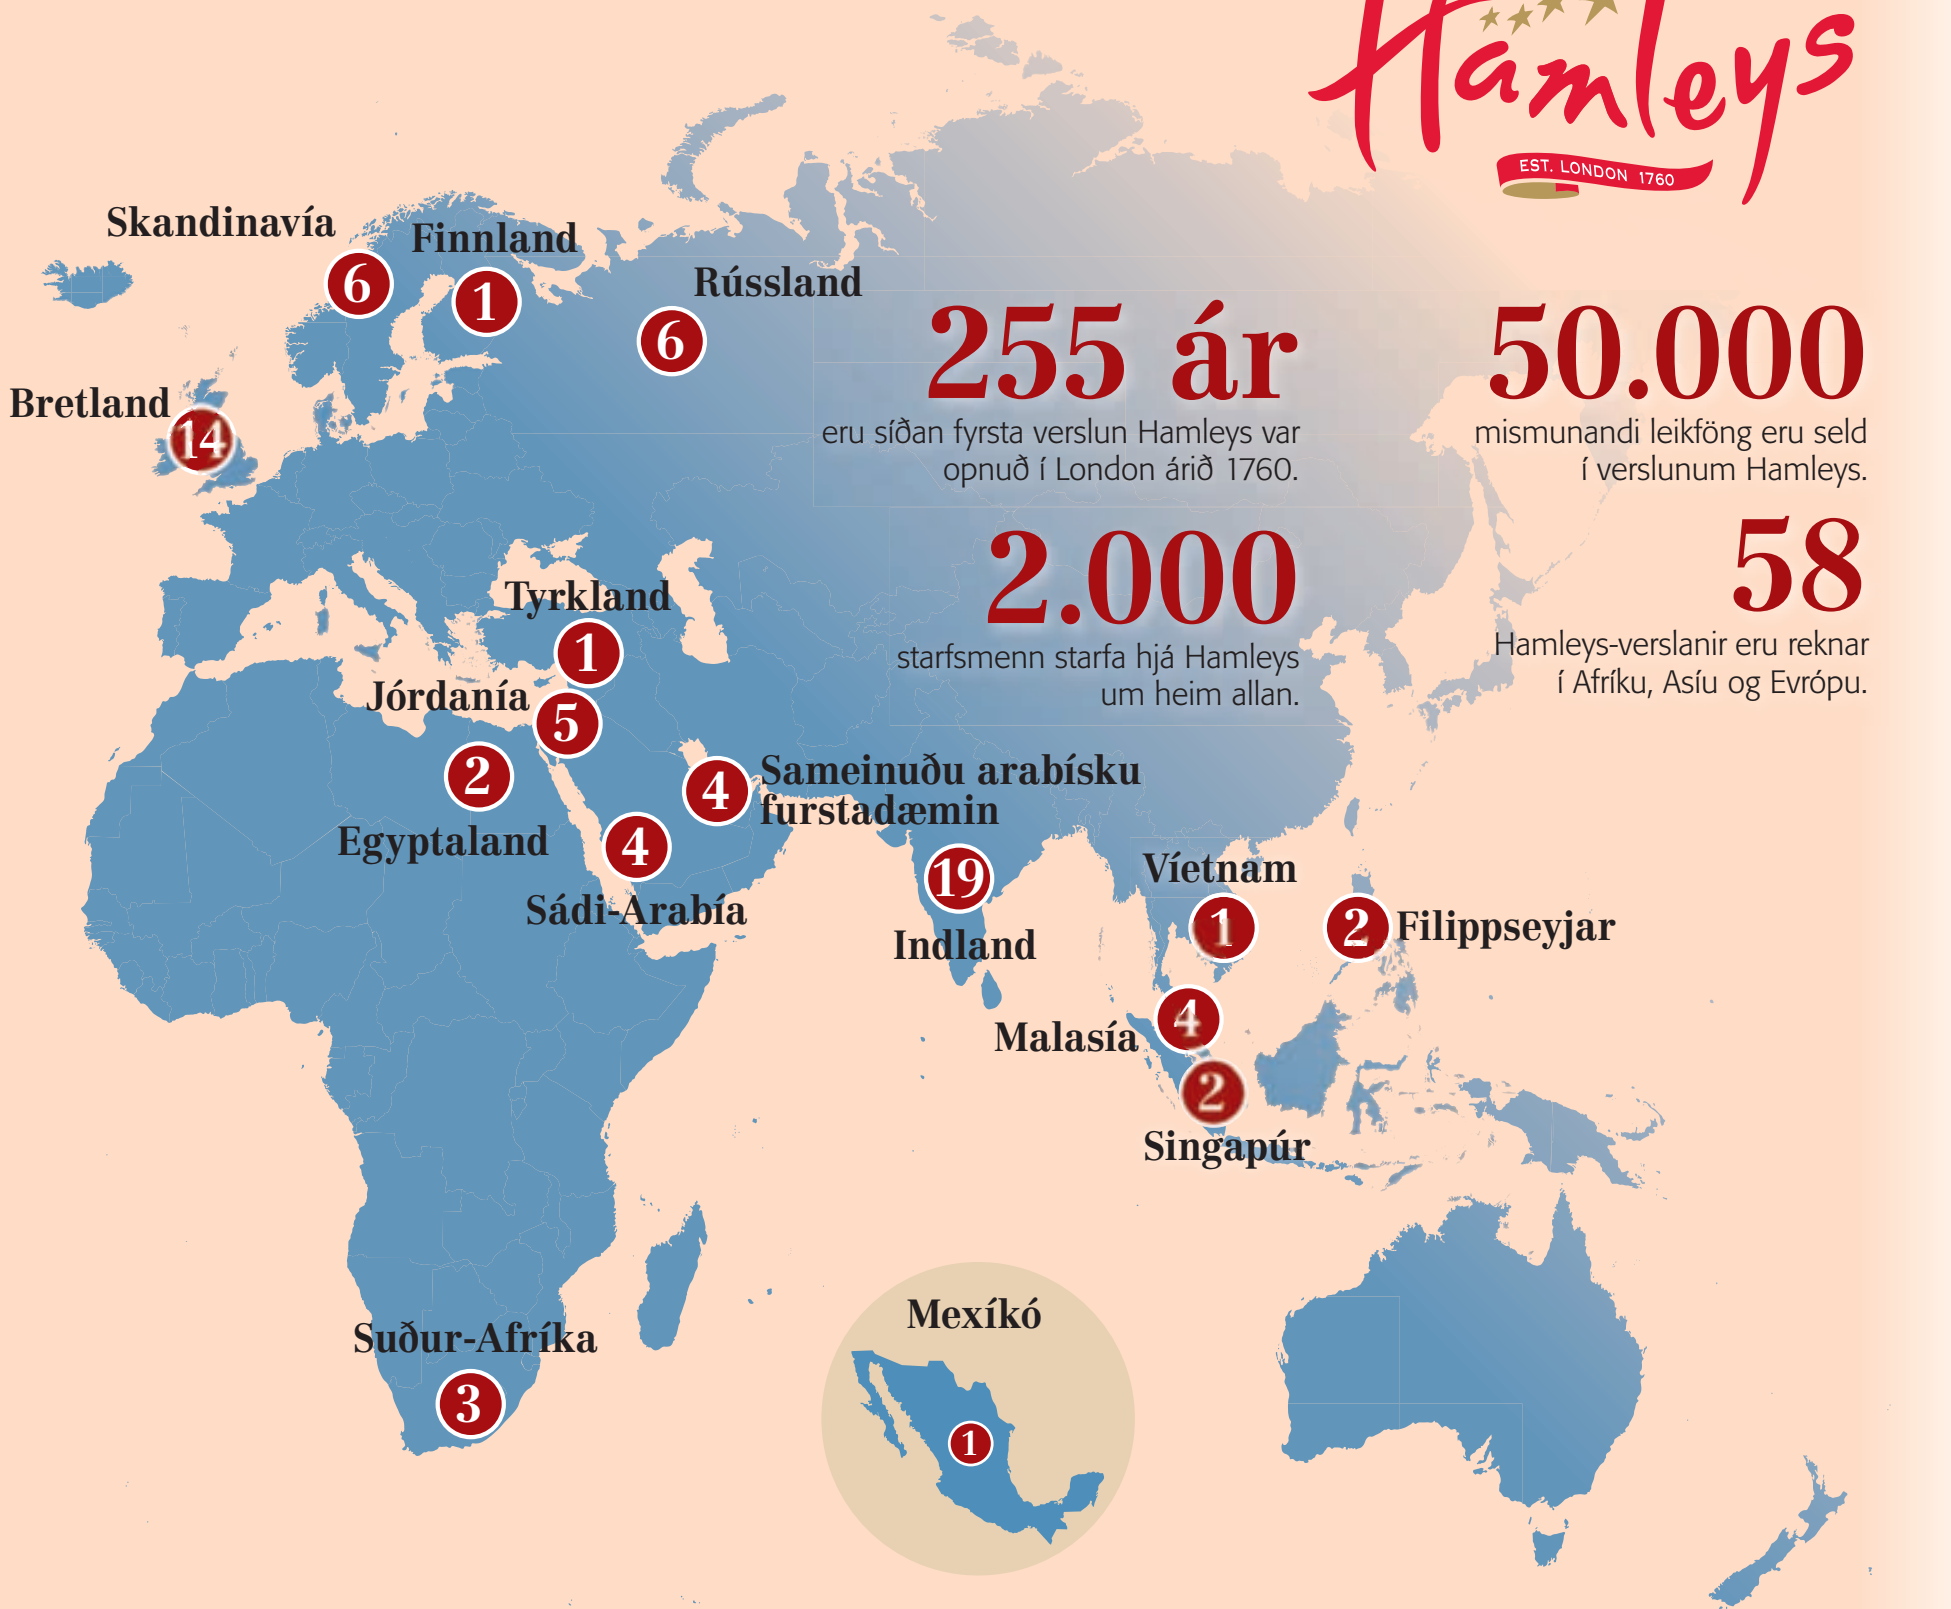 Hamleys
EST. LONDON 1760
Skandinavía
6
Finnland
1
Rússland
6
Bretland
14
255 ár
eru síðan fyrsta verslun Hamleys var
opnuð í London árið 1760.
50.000
mismunandi leikföng eru seld
í verslunum Hamleys.
2.000
starfsmenn starfa hjá Hamleys
um heim allan.
58
Hamleys-verslanir eru reknar
í Afríku, Asíu og Evrópu.
Tyrkland
1
Jórdanía
5
2
Egyptaland
4
Sameinuðu arabísku
furstadæmin
4
Sádi-Arabía
19
Indland
Víetnam
1
2
Filippseyjar
4
Malasía
2
Singapúr
Suður-Afríka
3
Mexíkó
1